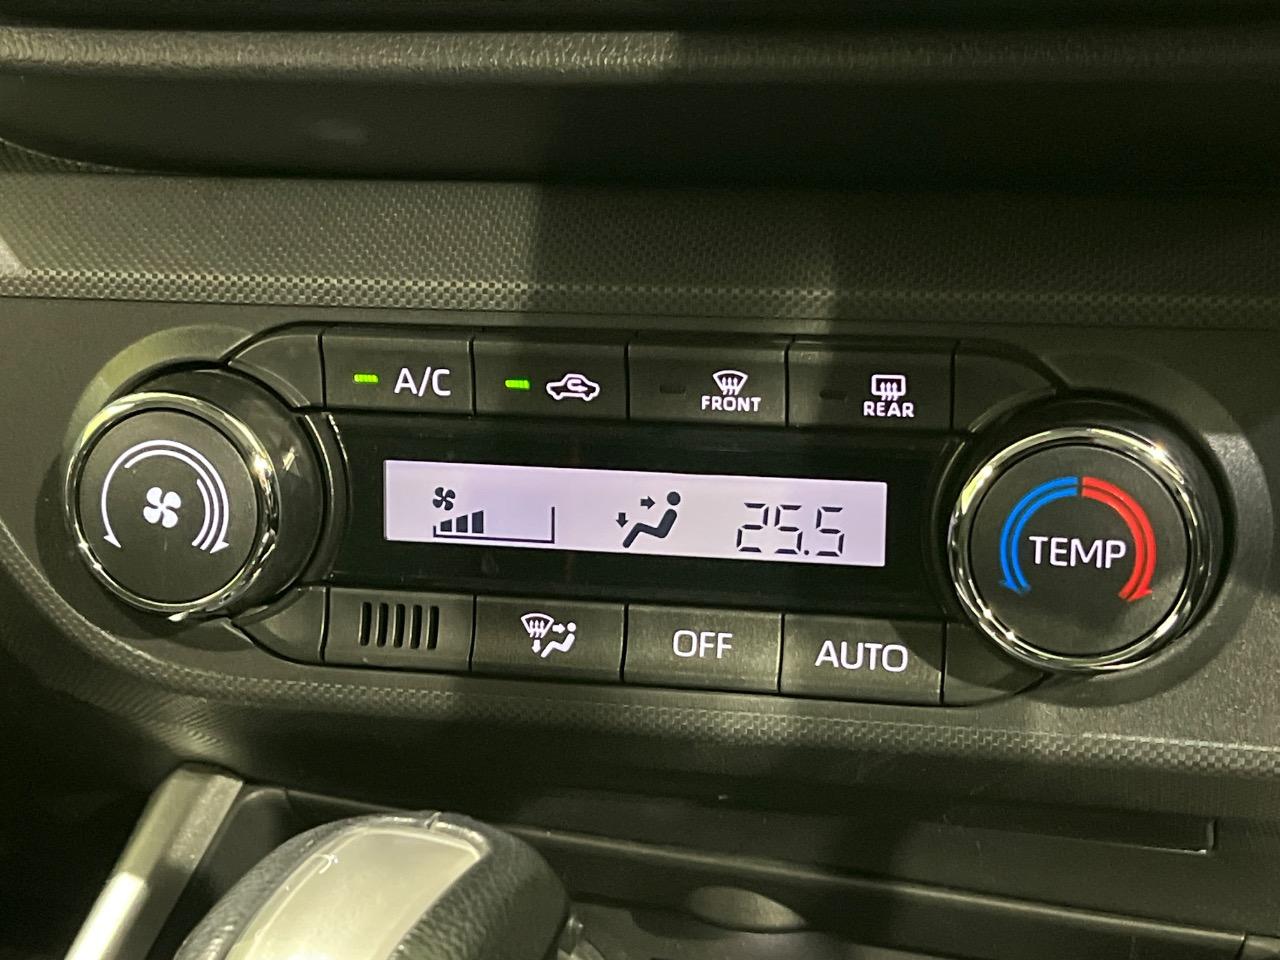 A/C
FRONT
REAR
25.5
TEMP
OFF
AUTO